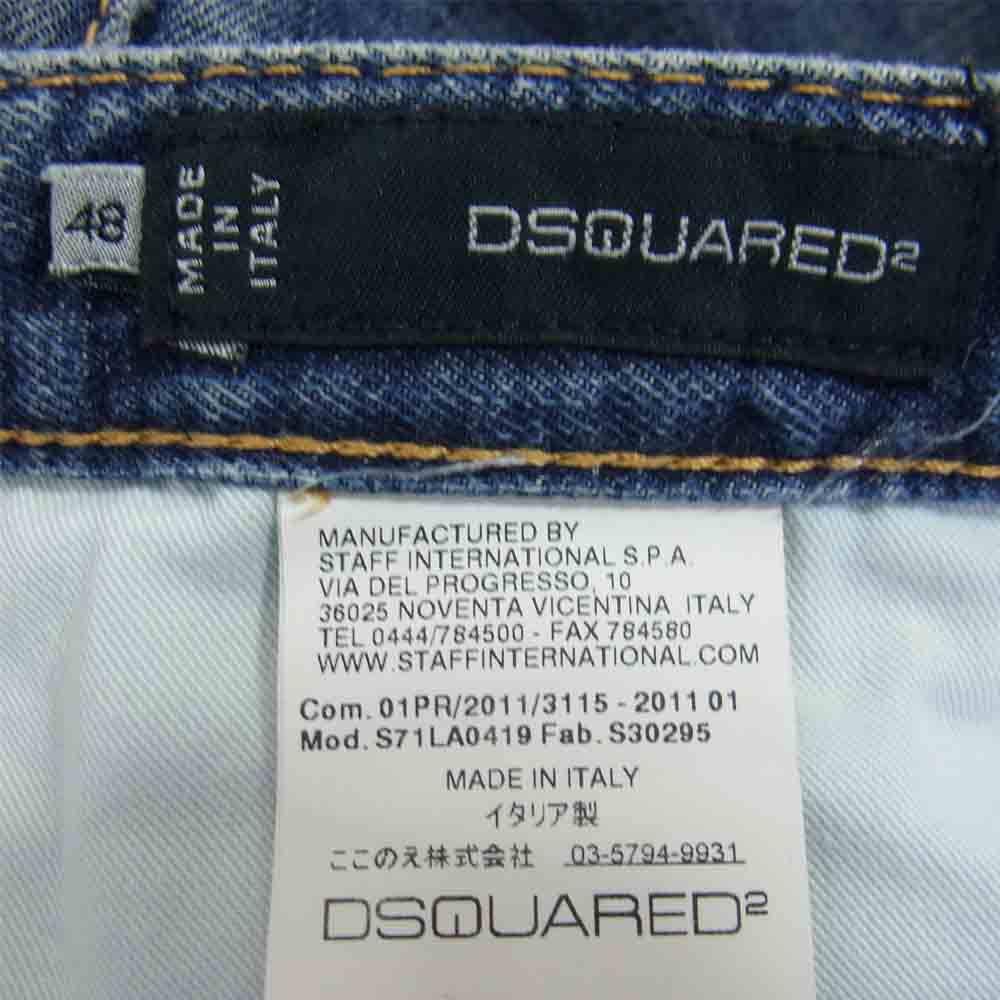 48
MADE
IN
ITALY
DSQUARED2
MANUFACTURED BY
STAFF INTERNATIONAL S.P.A.
VIA DEL PROGRESSO, 10
36025 NOVENTA VICENTINA ITALY
TEL 0444/784500 - FAX 784580
WWW.STAFFINTERNATIONAL.COM
Com. 01PR/2011/3115 - 2011 01
Mod. S71LA0419 Fab. S30295
MADE IN ITALY
イタリア製
ここのえ株式会社 03-5794-9931
DSQUARED2